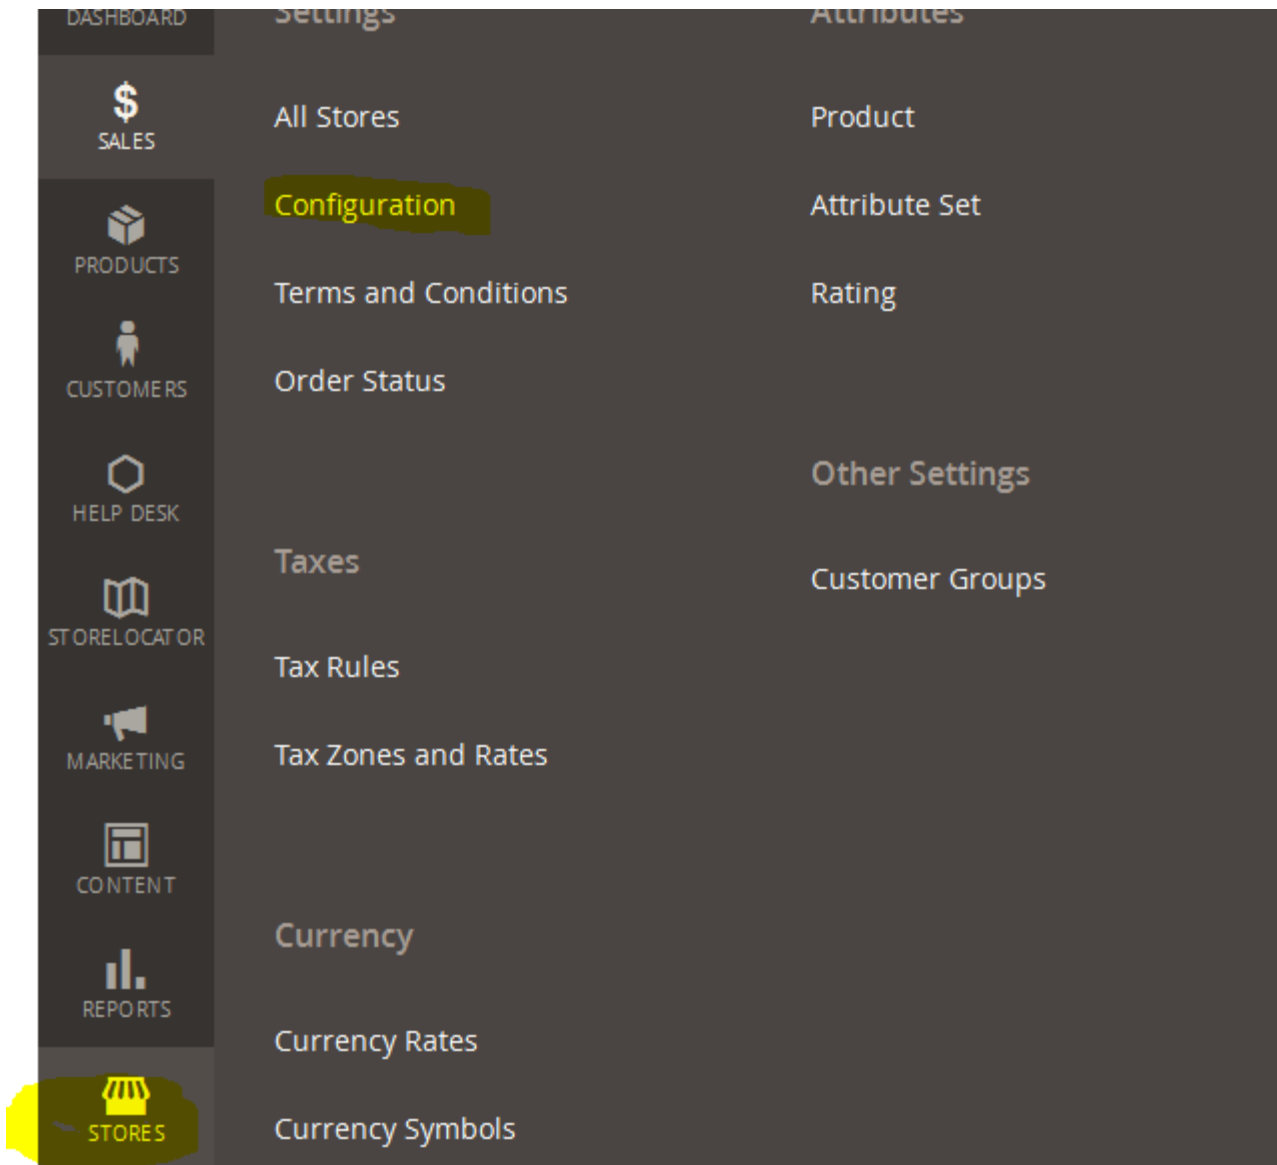 DASHBOARD
SALES
PRODUCTS
CUSTOMERS
HELP DESK
STORELOCATOR
MARKETING
CONTENT
REPORTS
STORES
Settings
All Stores
Configuration
Terms and Conditions
Order Status
Taxes
Tax Rules
Tax Zones and Rates
Currency
Currency Rates
Currency Symbols
Attributes
Product
Attribute Set
Rating
Other Settings
Customer Groups